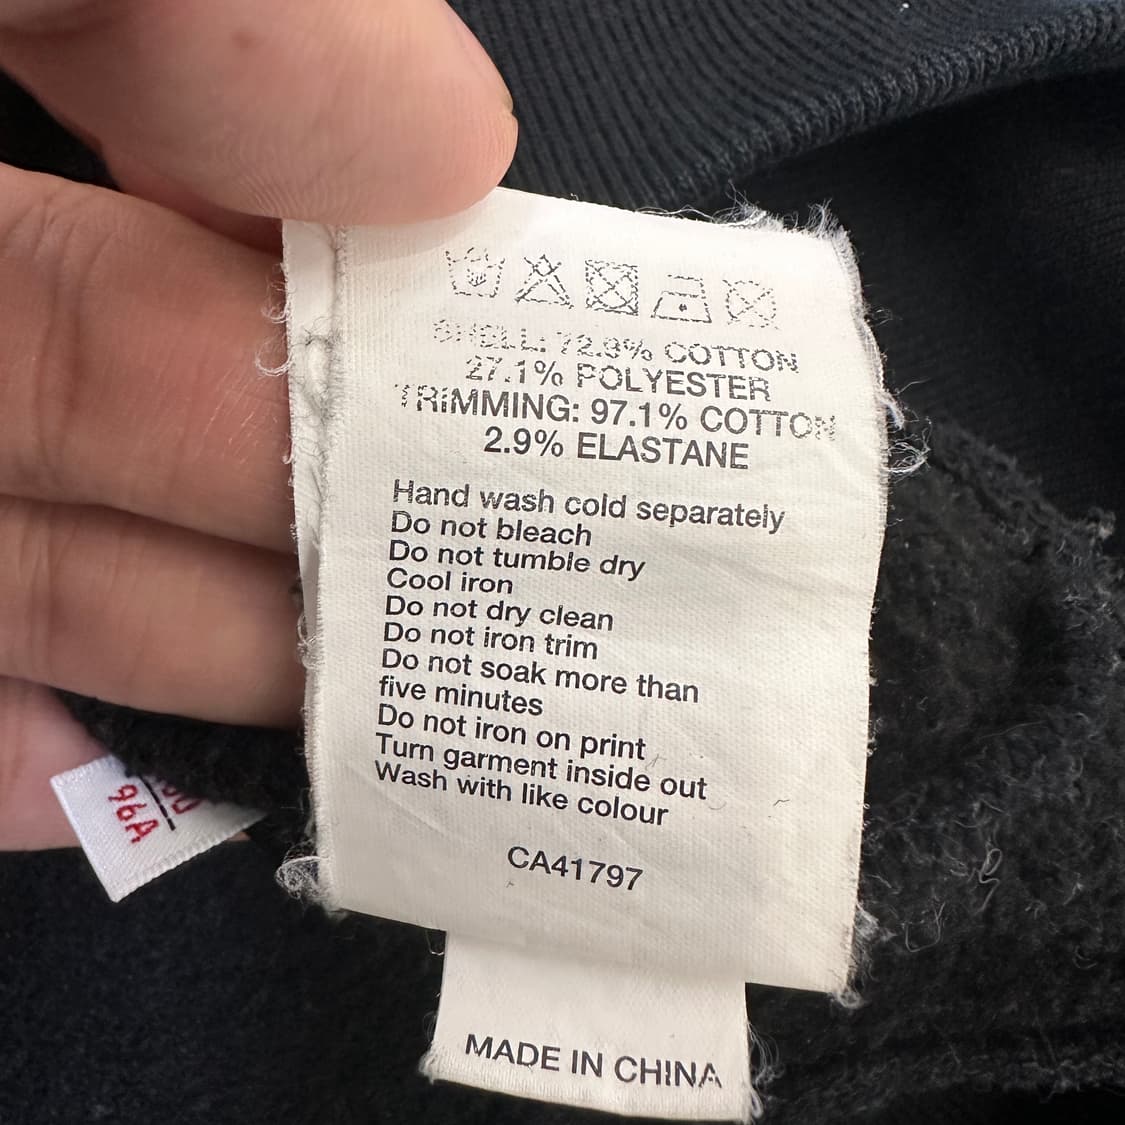 SHELL: 72.9% COTTON
27.1% POLYESTER
TRIMMING: 97.1% COTTON
2.9% ELASTANE
Hand wash cold separately
Do not bleach
Do not tumble dry
Cool iron
Do not dry clean
Do not iron trim
Do not soak more than
five minutes
Do not iron on print
Turn garment inside out
Wash with like colour
CA41797
MADE IN CHINA
96A